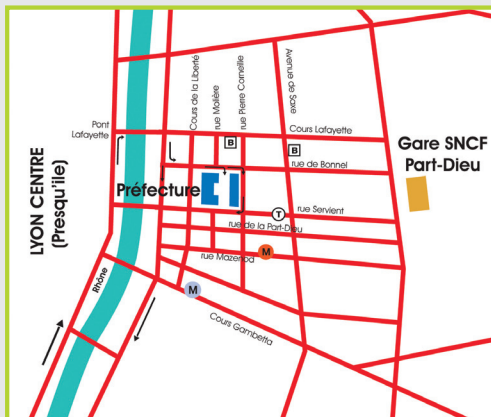 Cours de la Liberté
rue Molière
rue Pierre Corneille
Avenue de Saxe
Pont
Lafayette
Cours Lafayette
B
B
rue de Bonnel
Gare SNCF
Part-Dieu
LYON CENTRE
(Presqu'ile)
Préfecture
T
rue Servient
rue de la Part-Dieu
M
rue Mazenod
Rhône
M
Cours Gambetta